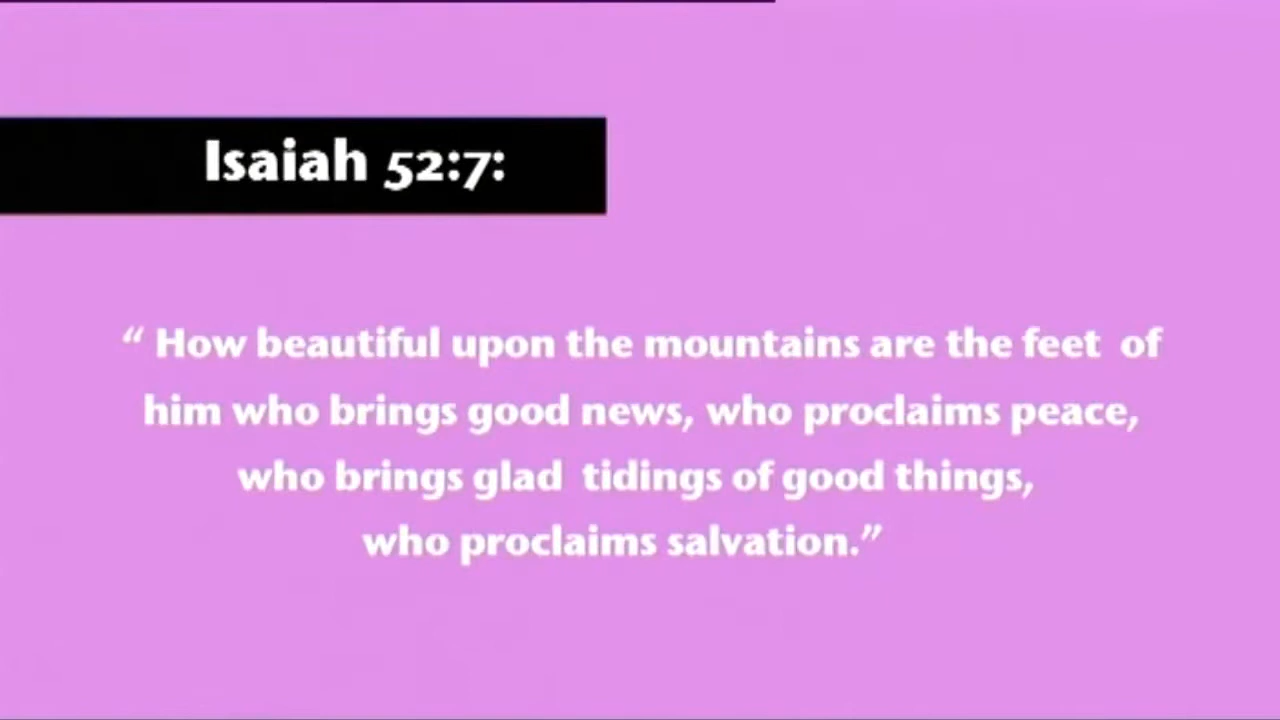 Isaiah 52:7:
“ How beautiful upon the mountains are the feet of
him who brings good news, who proclaims peace,
who brings glad tidings of good things,
who proclaims salvation.”